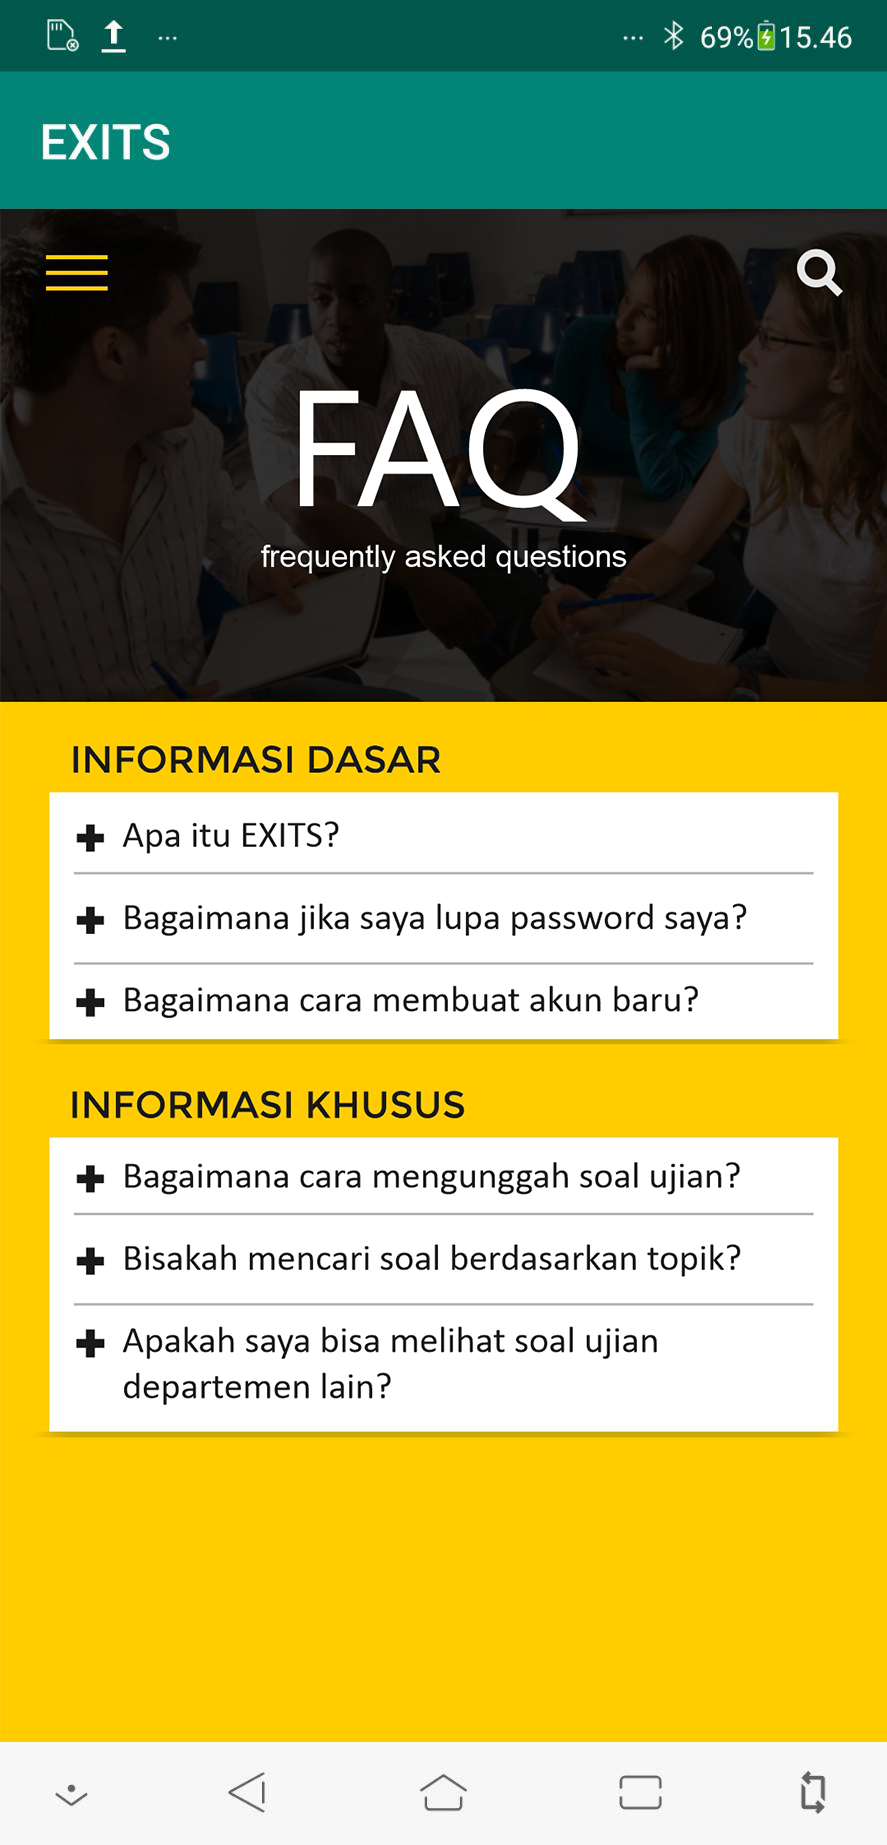 69% 15.46
EXITS
FAQ
frequently asked questions
INFORMASI DASAR
Apa itu EXITS?
Bagaimana jika saya lupa password saya?
Bagaimana cara membuat akun baru?
INFORMASI KHUSUS
Bagaimana cara mengunggah soal ujian?
Bisakah mencari soal berdasarkan topik?
Apakah saya bisa melihat soal ujian
departemen lain?